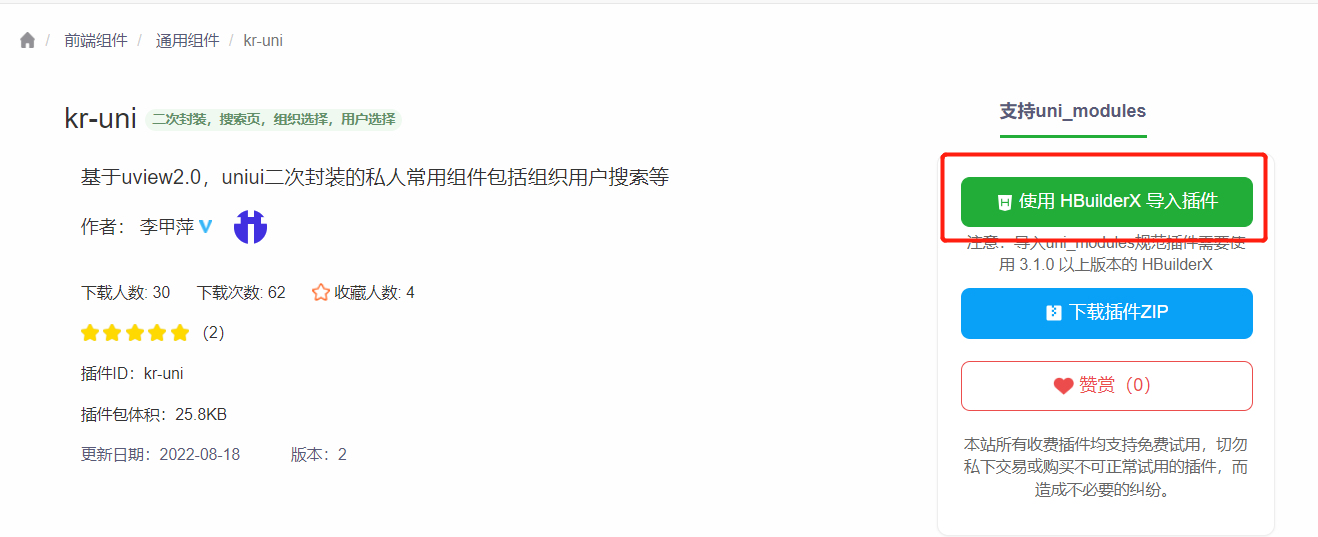 / 前端组件 / 通用组件 / kr-uni
kr-uni 二次封装，搜索页，组织选择，用户选择
基于uview2.0，uniui二次封装的私人常用组件包括组织用户搜索等
作者： 李甲萍
下载人数: 30 下载次数: 62 收藏人数: 4
（2）
插件ID：kr-uni
插件包体积：25.8KB
更新日期：2022-08-18 版本：2
支持uni_modules
使用 HBuilderX 导入插件
注意：导入uni_modules规范插件需要使
用 3.1.0 以上版本的 HBuilderX
下载插件ZIP
赞赏（0）
本站所有收费插件均支持免费试用，切勿
私下交易或购买不可正常试用的插件，而
造成不必要的纠纷。